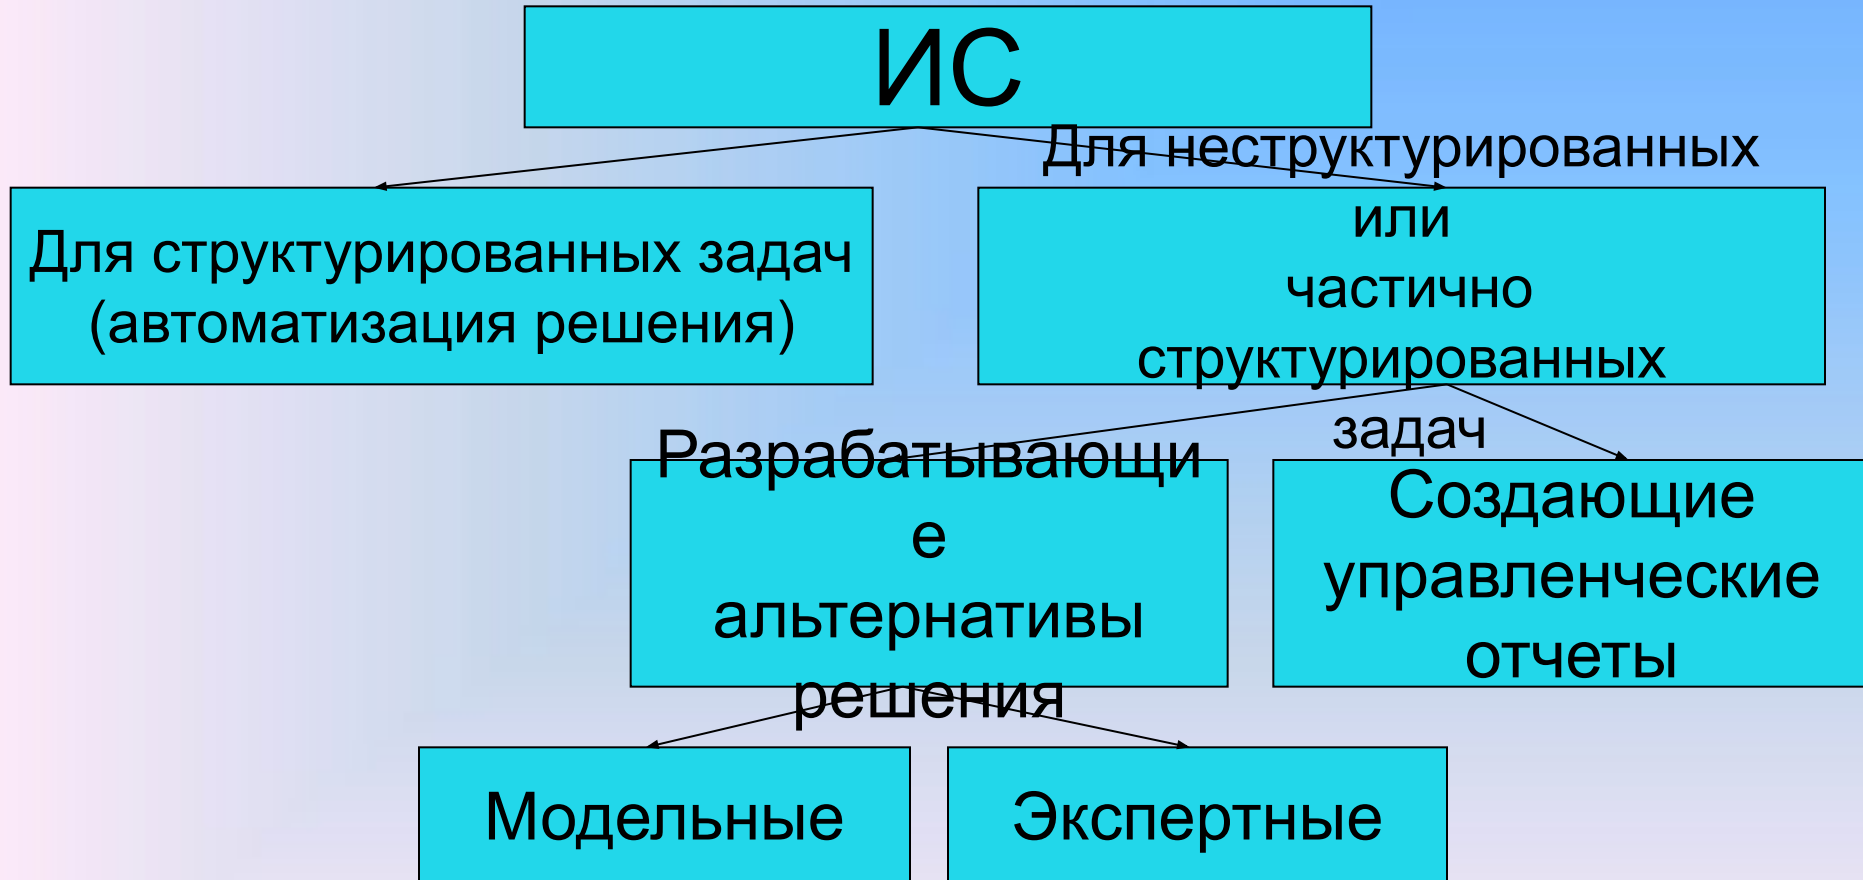 ИС
Для структурированных задач
(автоматизация решения)
Для неструктурированных
или
частично
структурированных
задач
Разрабатывающи
е
альтернативы
решения
Создающие
управленческие
отчеты
Модельные
Экспертные